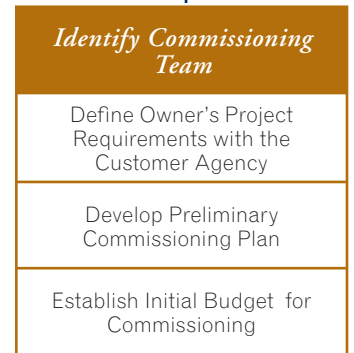 Identify Commissioning
Team
Define Owner's Project
Requirements with the
Customer Agency
Develop Preliminary
Commissioning Plan
Establish Initial Budget for
Commissioning